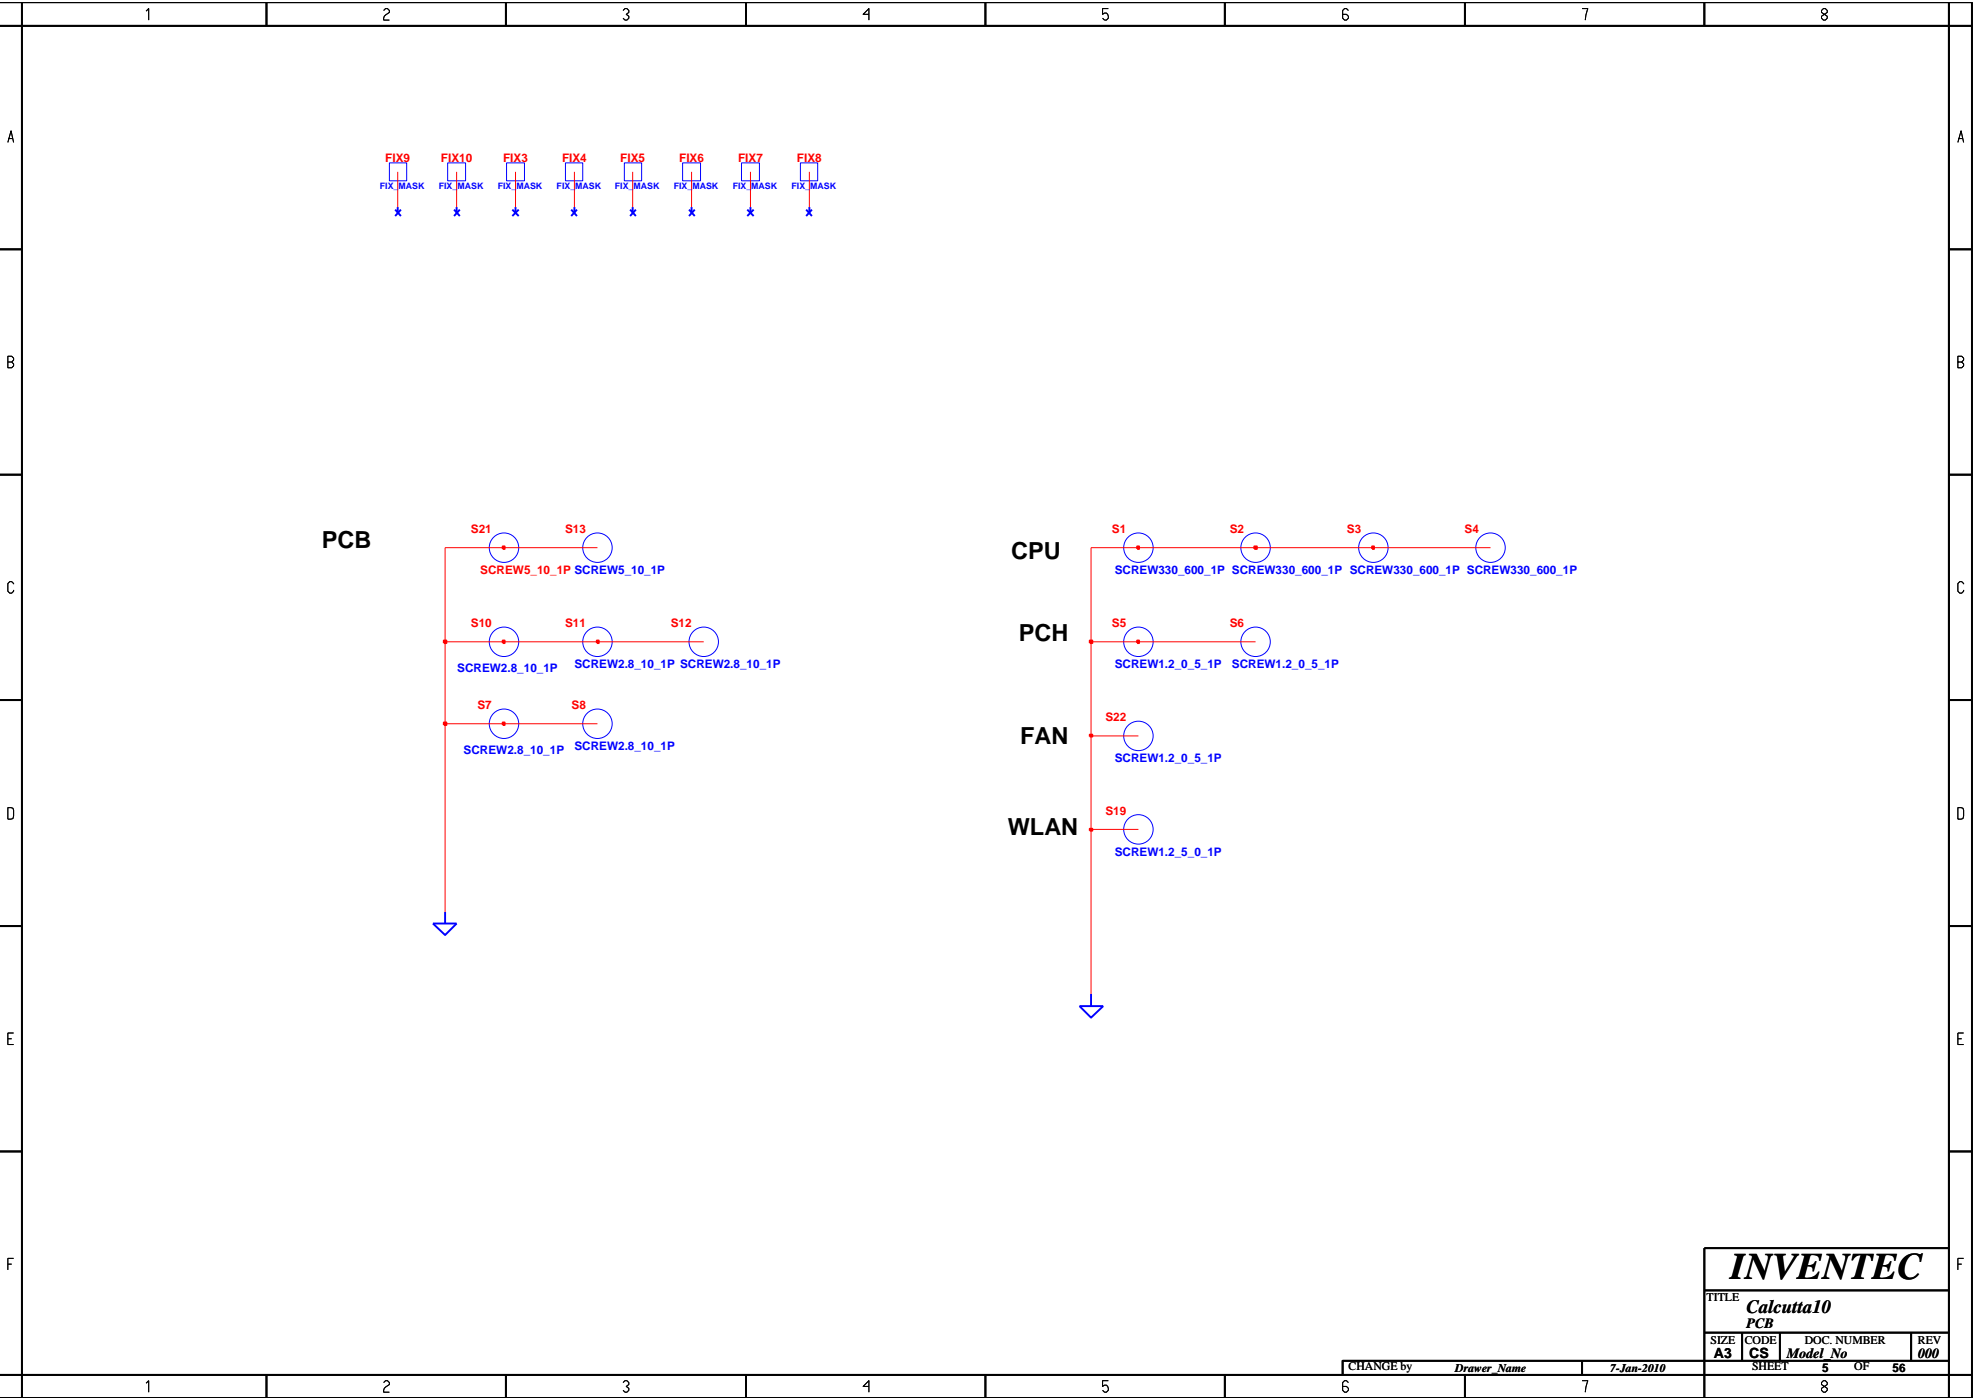 1 2 3 4 5 6 7 8
A A
FIX9 FIX10 FIX3 FIX4 FIX5 FIX6 FIX7 FIX8
FIX_MASK FIX_MASK FIX_MASK FIX_MASK FIX_MASK FIX_MASK FIX_MASK FIX_MASK
B B
PCB
S21 S13
SCREW5_10_1P SCREW5_10_1P
S10 S11 S12
SCREW2.8_10_1P SCREW2.8_10_1P SCREW2.8_10_1P
S7 S8
SCREW2.8_10_1P SCREW2.8_10_1P
CPU
S1 S2 S3 S4
SCREW330_600_1P SCREW330_600_1P SCREW330_600_1P SCREW330_600_1P
C C
PCH
S5 S6
SCREW1.2_0_5_1P SCREW1.2_0_5_1P
FAN
S22
SCREW1.2_0_5_1P
D D
WLAN
S19
SCREW1.2_5_0_1P
E E
F F
INVENTEC
TITLE
Calcutta10
PCB
SIZE CODE DOC. NUMBER REV
A3 CS Model_No 000
CHANGE by Drawer_Name 7-Jan-2010 SHEET 5 OF 56
1 2 3 4 5 6 7 8